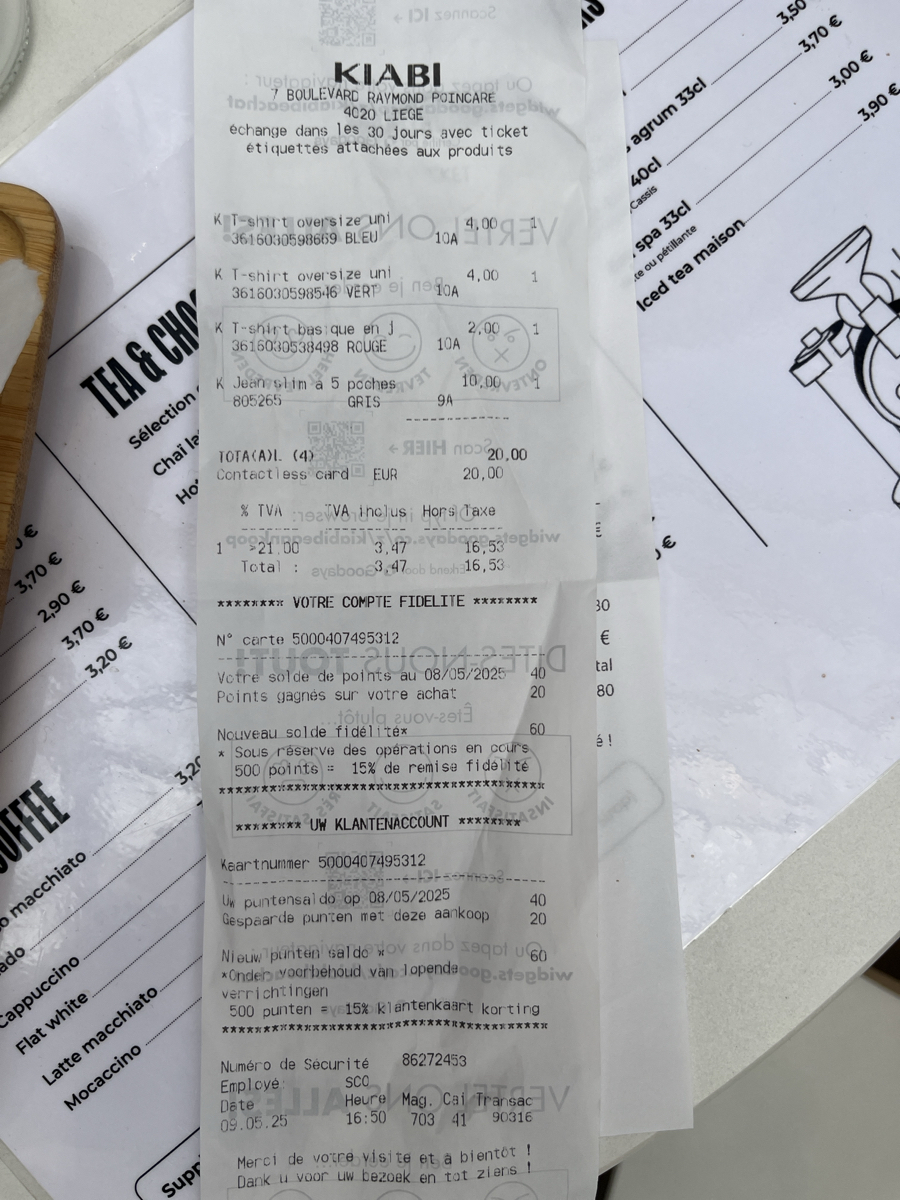 KIABI
7 BOULEVARD RAYMOND POINCARE
4020 LIEGE
échange dans les 30 jours avec ticket
étiquettes attachées aux produits
K T-shirt oversize uni 4,00 1
3616030598669 BLEU 10A
K T-shirt oversize uni 4,00 1
3616030598546 VERT 10A
K T-shirt basique en j 2,00 1
3616030538498 ROUGE 10A
K Jean slim à 5 poches 10,00 1
805265 GRIS 9A
TOTA(A)L (4) 20,00
Contactless card EUR 20,00
% TVA TVA inclus Hors Taxe
1 >21.00 3,47 16,53
Total : 3,47 16,53
******** VOTRE COMPTE FIDELITE ********
N° carte 5000407495312
Votre solde de points au 08/05/2025 40
Points gagnés sur votre achat 20
Nouveau solde fidélité* 60
* Sous réserve des opérations en cours
500 points = 15% de remise fidélité
******** UW KLANTENACCOUNT ********
Kaartnummer 5000407495312
Uw puntensaldo op 08/05/2025 40
Gespaarde punten met deze aankoop 20
Nieuw punten saldo * 60
*Onder voorbehoud van lopende
verrichtingen
500 punten = 15% klantenkaart korting
Numéro de Sécurité 86272453
Employé: SCO
Date Heure Mag. Cai Transac
09.05.25 16:50 703 41 90316
Merci de votre visite et à bientôt !
Dank u voor uw bezoek en tot ziens !
TEA & CHO
Sélection
Chaï la
Ho
3,70 €
2,90 €
3,70 €
3,20 €
OFFEE
o macchiato
ado
Cappuccino
Flat white
Latte macchiato
Mocaccino
3,20
Supp
3,50
3,70 €
agrum 33cl 3,00 €
40cl 3,90 €
Cassis
spa 33cl
te ou pétillante
Iced tea maison
€
30
€
tal
80
é !